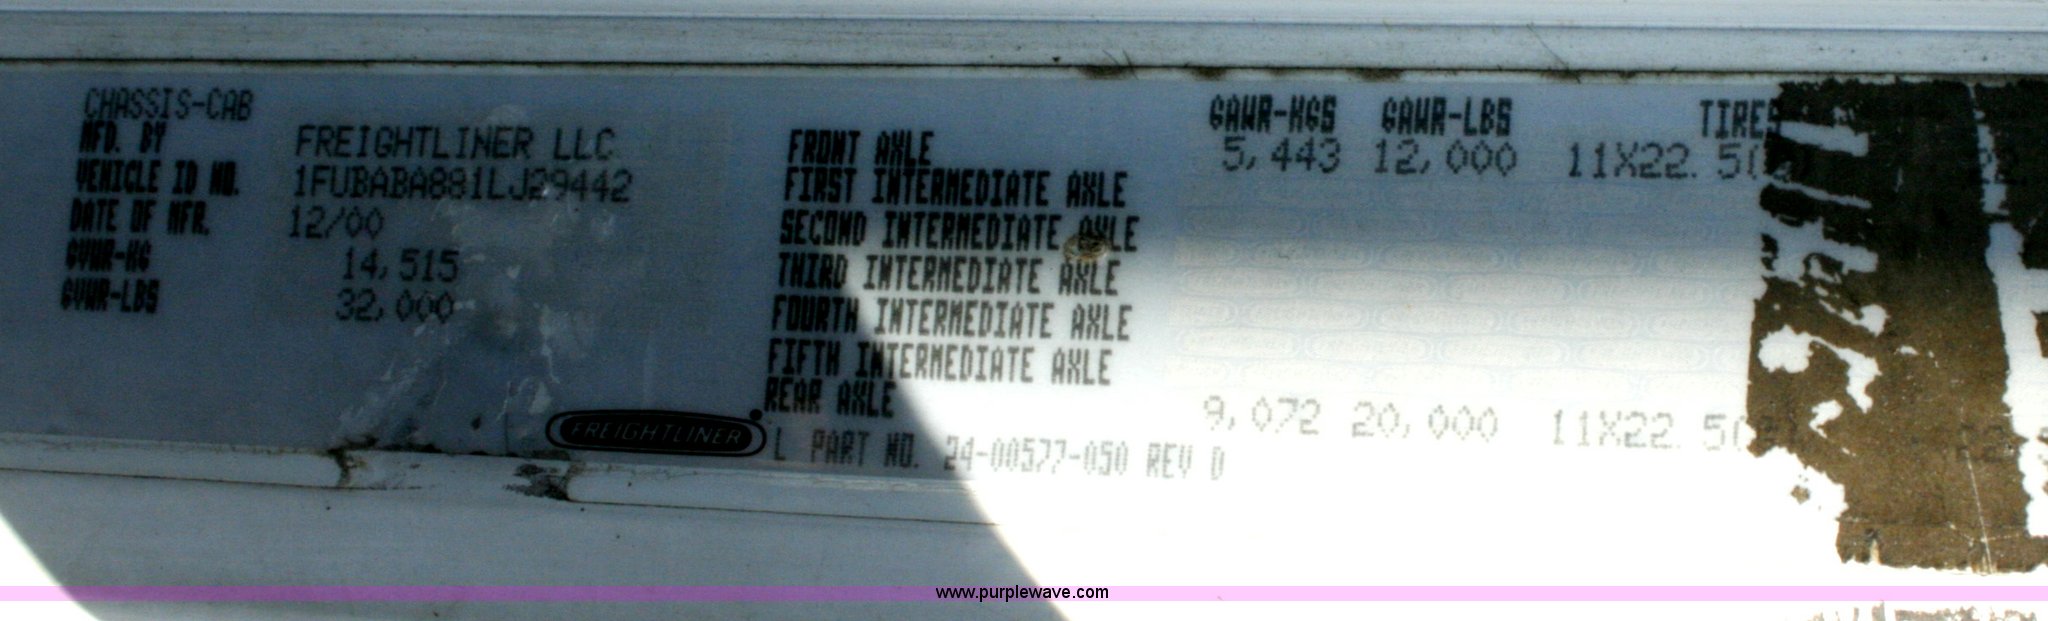 CHASSIS-CAB
MFD. BY FREIGHTLINER LLC
VEHICLE ID NO. 1FUBABA881LJ29442
DATE OF MFR. 12/00
GVWR-KG 14,515
GVWR-LBS 32,000
FREIGHTLINER
GAWR-KGS GAWR-LBS TIRES
FRONT AXLE 5,443 12,000 11X22.5(
FIRST INTERMEDIATE AXLE
SECOND INTERMEDIATE AXLE
THIRD INTERMEDIATE AXLE
FOURTH INTERMEDIATE AXLE
FIFTH INTERMEDIATE AXLE
REAR AXLE 9,072 20,000 11X22.5(
L PART NO. 24-00577-050 REV D
www.purplewave.com